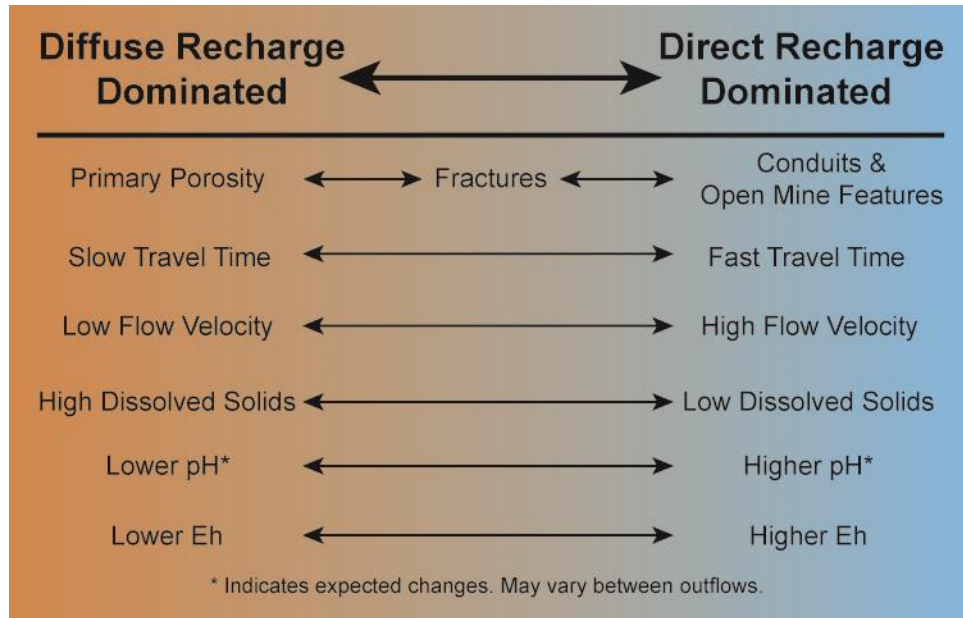 Diffuse Recharge Dominated
Direct Recharge Dominated
Primary Porosity
Fractures
Conduits &
Open Mine Features
Slow Travel Time
Fast Travel Time
Low Flow Velocity
High Flow Velocity
High Dissolved Solids
Low Dissolved Solids
Lower pH*
Higher pH*
Lower Eh
Higher Eh
* Indicates expected changes. May vary between outflows.